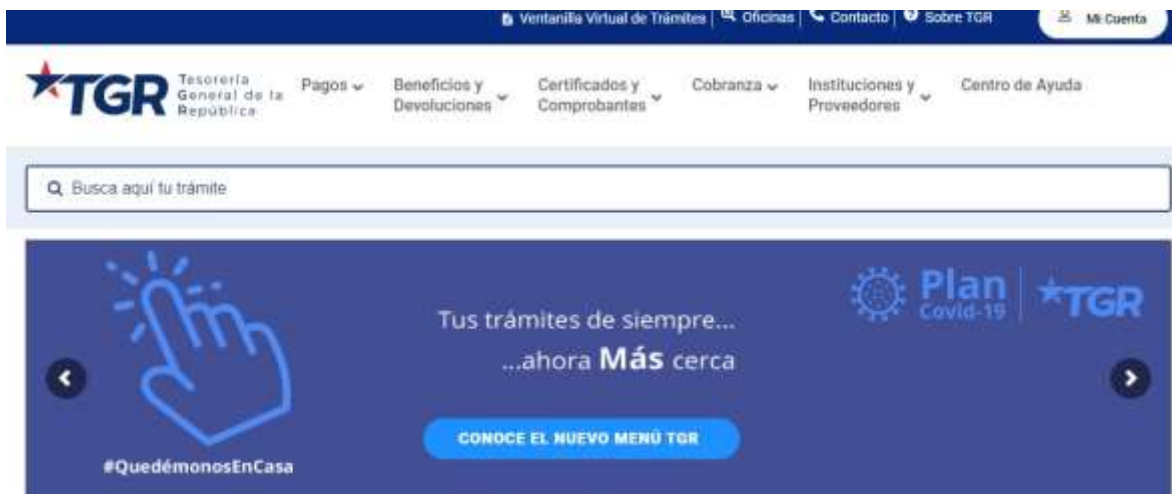 Ventanilla Virtual de Trámites | Oficinas | Contacto | Sobre TGR
Mi Cuenta
TGR
Tesorería
General de la
República
Pagos
Beneficios y
Devoluciones
Certificados y
Comprobantes
Cobranza
Instituciones y
Proveedores
Centro de Ayuda
Busca aquí tu trámite
Plan
Covid-19
TGR
Tus trámites de siempre...
...ahora Más cerca
CONOCE EL NUEVO MENÚ TGR
#QuedémonosEnCasa